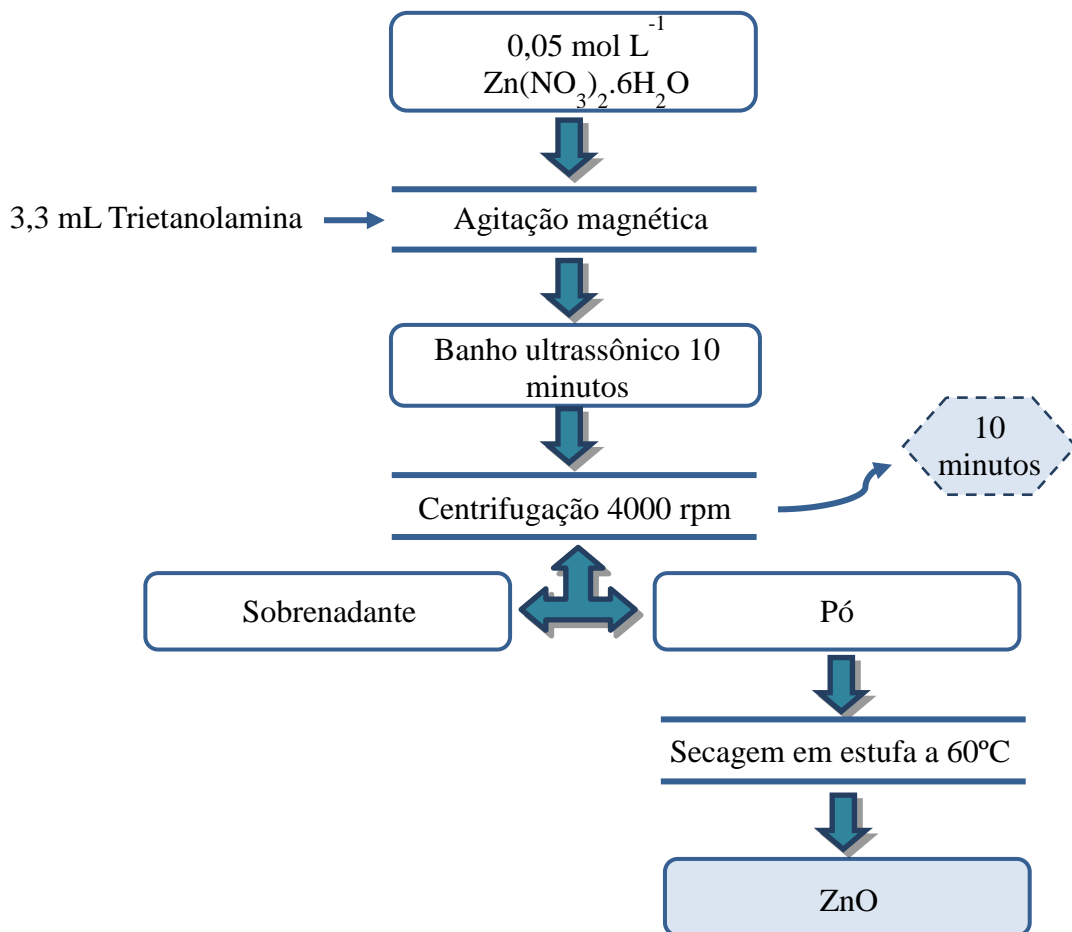 0,05 mol L-1
Zn(NO3)2.6H2O
3,3 mL Trietanolamina
Agitação magnética
Banho ultrassônico 10
minutos
10
minutos
Centrifugação 4000 rpm
Sobrenadante
Pó
Secagem em estufa a 60ºC
ZnO